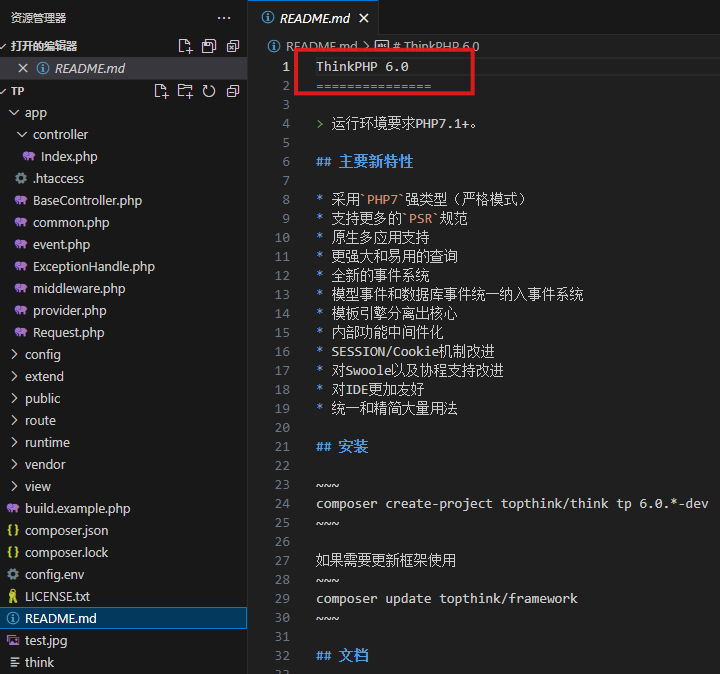 资源管理器
···
打开的编辑器
README.md
TP
app
controller
Index.php
.htaccess
BaseController.php
common.php
event.php
ExceptionHandle.php
middleware.php
provider.php
Request.php
config
extend
public
route
runtime
vendor
view
build.example.php
composer.json
composer.lock
config.env
LICENSE.txt
README.md
test.jpg
think
README.md
README.md > # ThinkPHP 6.0
1 ThinkPHP 6.0
2 ===============
3
4 > 运行环境要求PHP7.1+。
5
6 ## 主要新特性
7
8 * 采用`PHP7`强类型（严格模式）
9 * 支持更多的`PSR`规范
10 * 原生多应用支持
11 * 更强大和易用的查询
12 * 全新的事件系统
13 * 模型事件和数据库事件统一纳入事件系统
14 * 模板引擎分离出核心
15 * 内部功能中间件化
16 * SESSION/Cookie机制改进
17 * 对Swoole以及协程支持改进
18 * 对IDE更加友好
19 * 统一和精简大量用法
20
21 ## 安装
22
23 ~~~
24 composer create-project topthink/think tp 6.0.*-dev
25 ~~~
26
27 如果需要更新框架使用
28 ~~~
29 composer update topthink/framework
30 ~~~
31
32 ## 文档